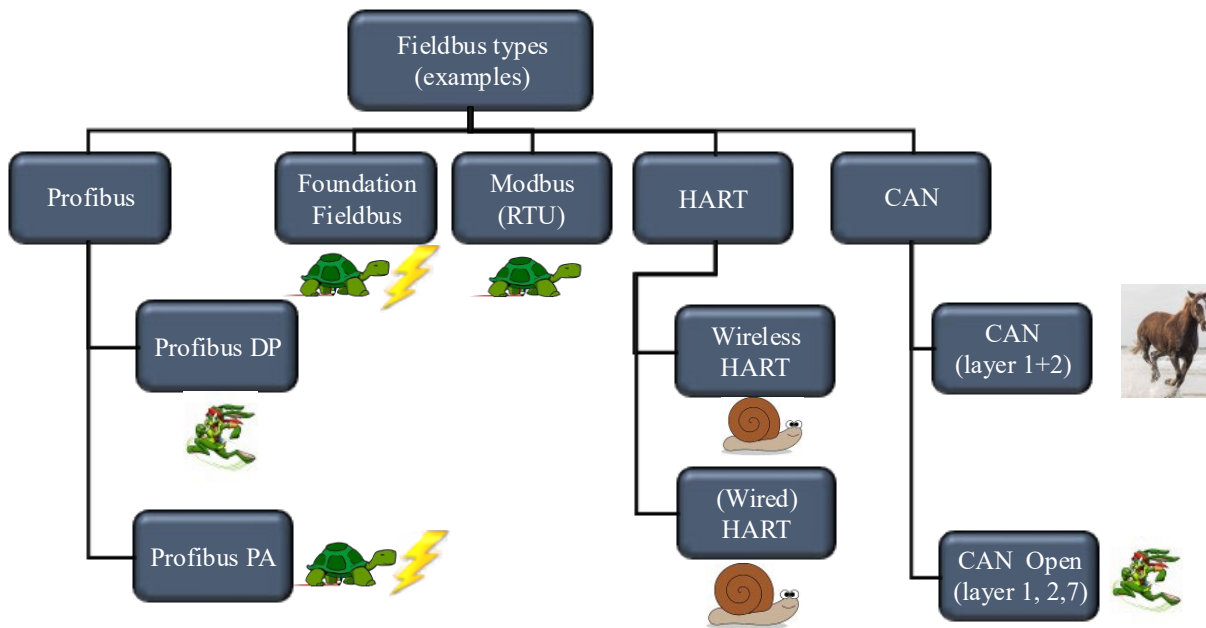 Fieldbus types
(examples)
Profibus
Foundation
Fieldbus
Modbus
(RTU)
HART
CAN
Profibus DP
Wireless
HART
CAN
(layer 1+2)
(Wired)
HART
Profibus PA
CAN Open
(layer 1, 2,7)